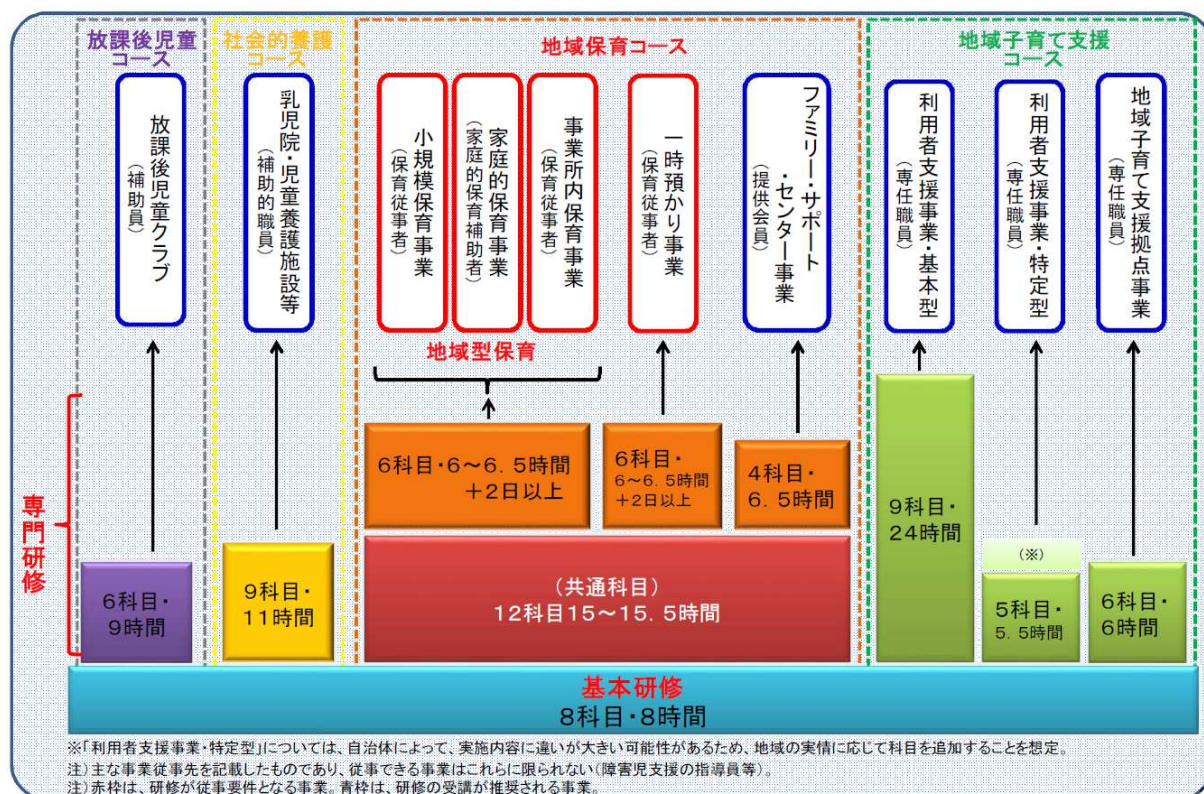 放課後児童
コース
社会的養護
コース
地域保育コース
地域子育て支援
コース
放課後児童クラブ
(補助員)
乳児院・児童養護施設等
(補助的職員)
小規模保育事業
(保育従事者)
家庭的保育事業
(家庭的保育補助者)
事業所内保育事業
(保育従事者)
一時預かり事業
(保育従事者)
ファミリー・サポート
・センター事業
(提供会員)
利用者支援事業・基本型
(専任職員)
利用者支援事業・特定型
(専任職員)
地域子育て支援拠点事業
(専任職員)
地域型保育
専門研修
6科目・
9時間
9科目・
11時間
6科目・6～6.5時間
+2日以上
6科目・
6～6.5時間
+2日以上
4科目・
6.5時間
(共通科目)
12科目15～15.5時間
9科目・
24時間
(※)
5科目・
5.5時間
6科目・
6時間
基本研修
8科目・8時間
※「利用者支援事業・特定型」については、自治体によって、実施内容に違いが大きい可能性があるため、地域の実情に応じて科目を追加することを想定。
注)主な事業従事先を記載したものであり、従事できる事業はこれらに限られない(障害児支援の指導員等)。
注)赤枠は、研修が従事要件となる事業。青枠は、研修の受講が推奨される事業。